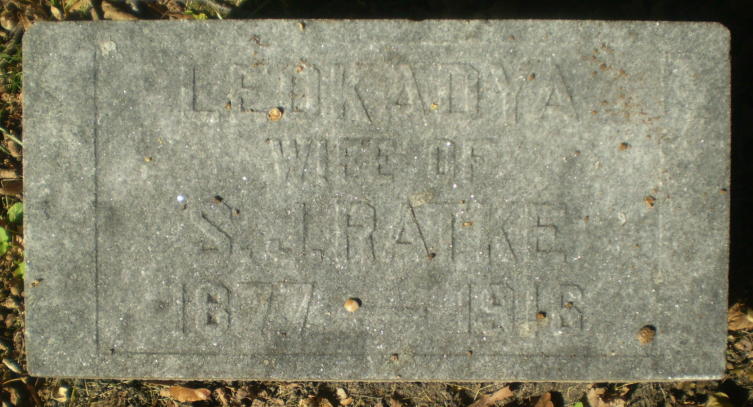 LEOKADYA
WIFE OF
S.J. RATKE
1877 — 1918